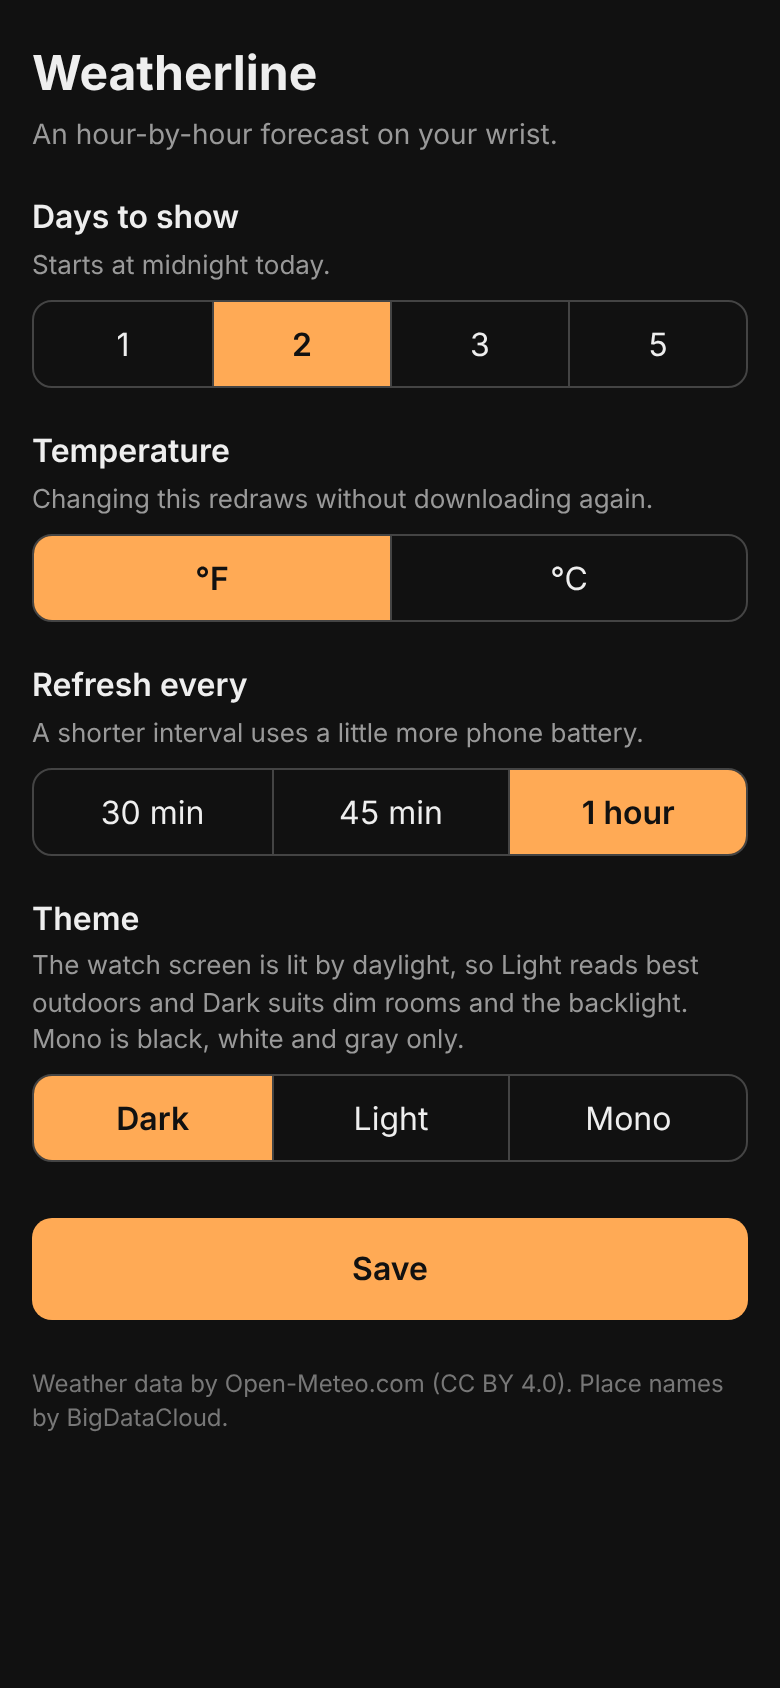 Weatherline
An hour-by-hour forecast on your wrist.
Days to show
Starts at midnight today.
1 2 3 5
Temperature
Changing this redraws without downloading again.
°F °C
Refresh every
A shorter interval uses a little more phone battery.
30 min 45 min 1 hour
Theme
The watch screen is lit by daylight, so Light reads best
outdoors and Dark suits dim rooms and the backlight.
Mono is black, white and gray only.
Dark Light Mono
Save
Weather data by Open-Meteo.com (CC BY 4.0). Place names
by BigDataCloud.